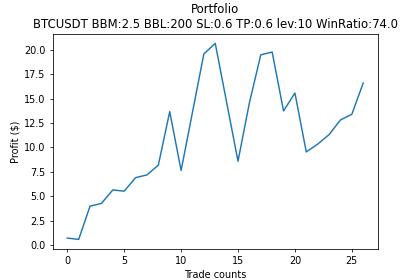 Portfolio
BTCUSDT BBM:2.5 BBL:200 SL:0.6 TP:0.6 lev:10 WinRatio:74.0
20.0
17.5
15.0
12.5
10.0
7.5
5.0
2.5
0.0
Profit ($)
0 5 10 15 20 25
Trade counts